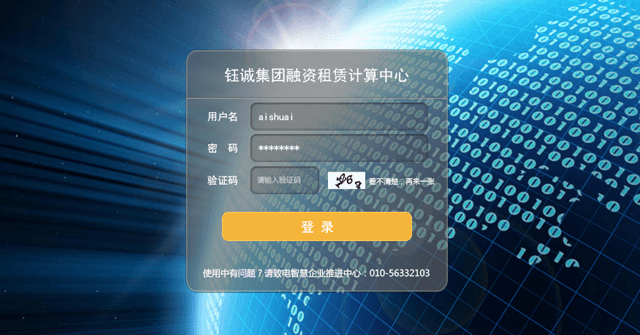 钰诚集团融资租赁计算中心
用户名 aishuai
密 码 ********
验证码 请输入验证码 看不清楚，再来一张
登 录
使用中有问题？请致电智慧企业推进中心：010-56332103